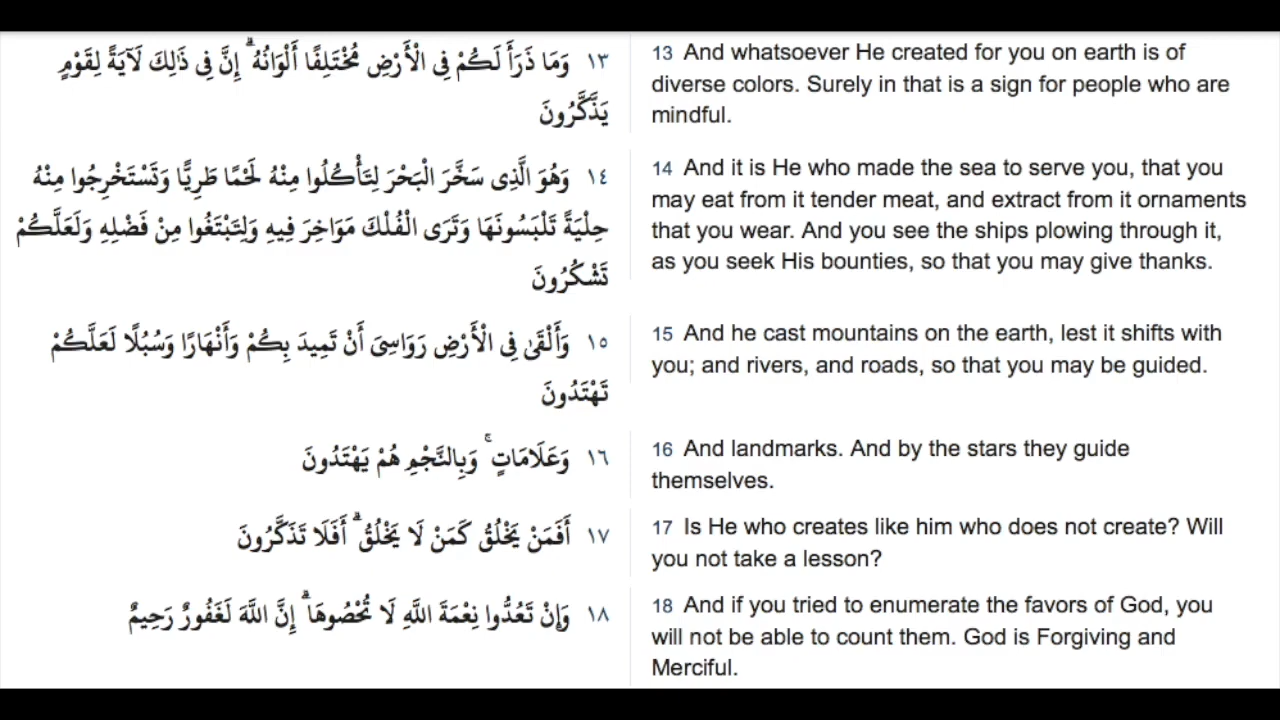 ١٣ وَمَا ذَرَأَ لَكُمْ فِي الْأَرْضِ مُخْتَلِفًا أَلْوَانُهُ ۗ إِنَّ فِي ذَٰلِكَ لَآيَةً لِقَوْمٍ
يَذَّكَّرُونَ
13 And whatsoever He created for you on earth is of
diverse colors. Surely in that is a sign for people who are
mindful.
١٤ وَهُوَ الَّذِي سَخَّرَ الْبَحْرَ لِتَأْكُلُوا مِنْهُ لَحْمًا طَرِيًّا وَتَسْتَخْرِجُوا مِنْهُ
حِلْيَةً تَلْبَسُونَهَا وَتَرَى الْفُلْكَ مَوَاخِرَ فِيهِ وَلِتَبْتَغُوا مِنْ فَضْلِهِ وَلَعَلَّكُمْ
تَشْكُرُونَ
14 And it is He who made the sea to serve you, that you
may eat from it tender meat, and extract from it ornaments
that you wear. And you see the ships plowing through it,
as you seek His bounties, so that you may give thanks.
١٥ وَأَلْقَىٰ فِي الْأَرْضِ رَوَاسِيَ أَنْ تَمِيدَ بِكُمْ وَأَنْهَارًا وَسُبُلًا لَعَلَّكُمْ
تَهْتَدُونَ
15 And he cast mountains on the earth, lest it shifts with
you; and rivers, and roads, so that you may be guided.
١٦ وَعَلَامَاتٍ ۚ وَبِالنَّجْمِ هُمْ يَهْتَدُونَ
16 And landmarks. And by the stars they guide
themselves.
١٧ أَفَمَنْ يَخْلُقُ كَمَنْ لَا يَخْلُقُ ۗ أَفَلَا تَذَكَّرُونَ
17 Is He who creates like him who does not create? Will
you not take a lesson?
١٨ وَإِنْ تَعُدُّوا نِعْمَةَ اللَّهِ لَا تُحْصُوهَا ۗ إِنَّ اللَّهَ لَغَفُورٌ رَحِيمٌ
18 And if you tried to enumerate the favors of God, you
will not be able to count them. God is Forgiving and
Merciful.